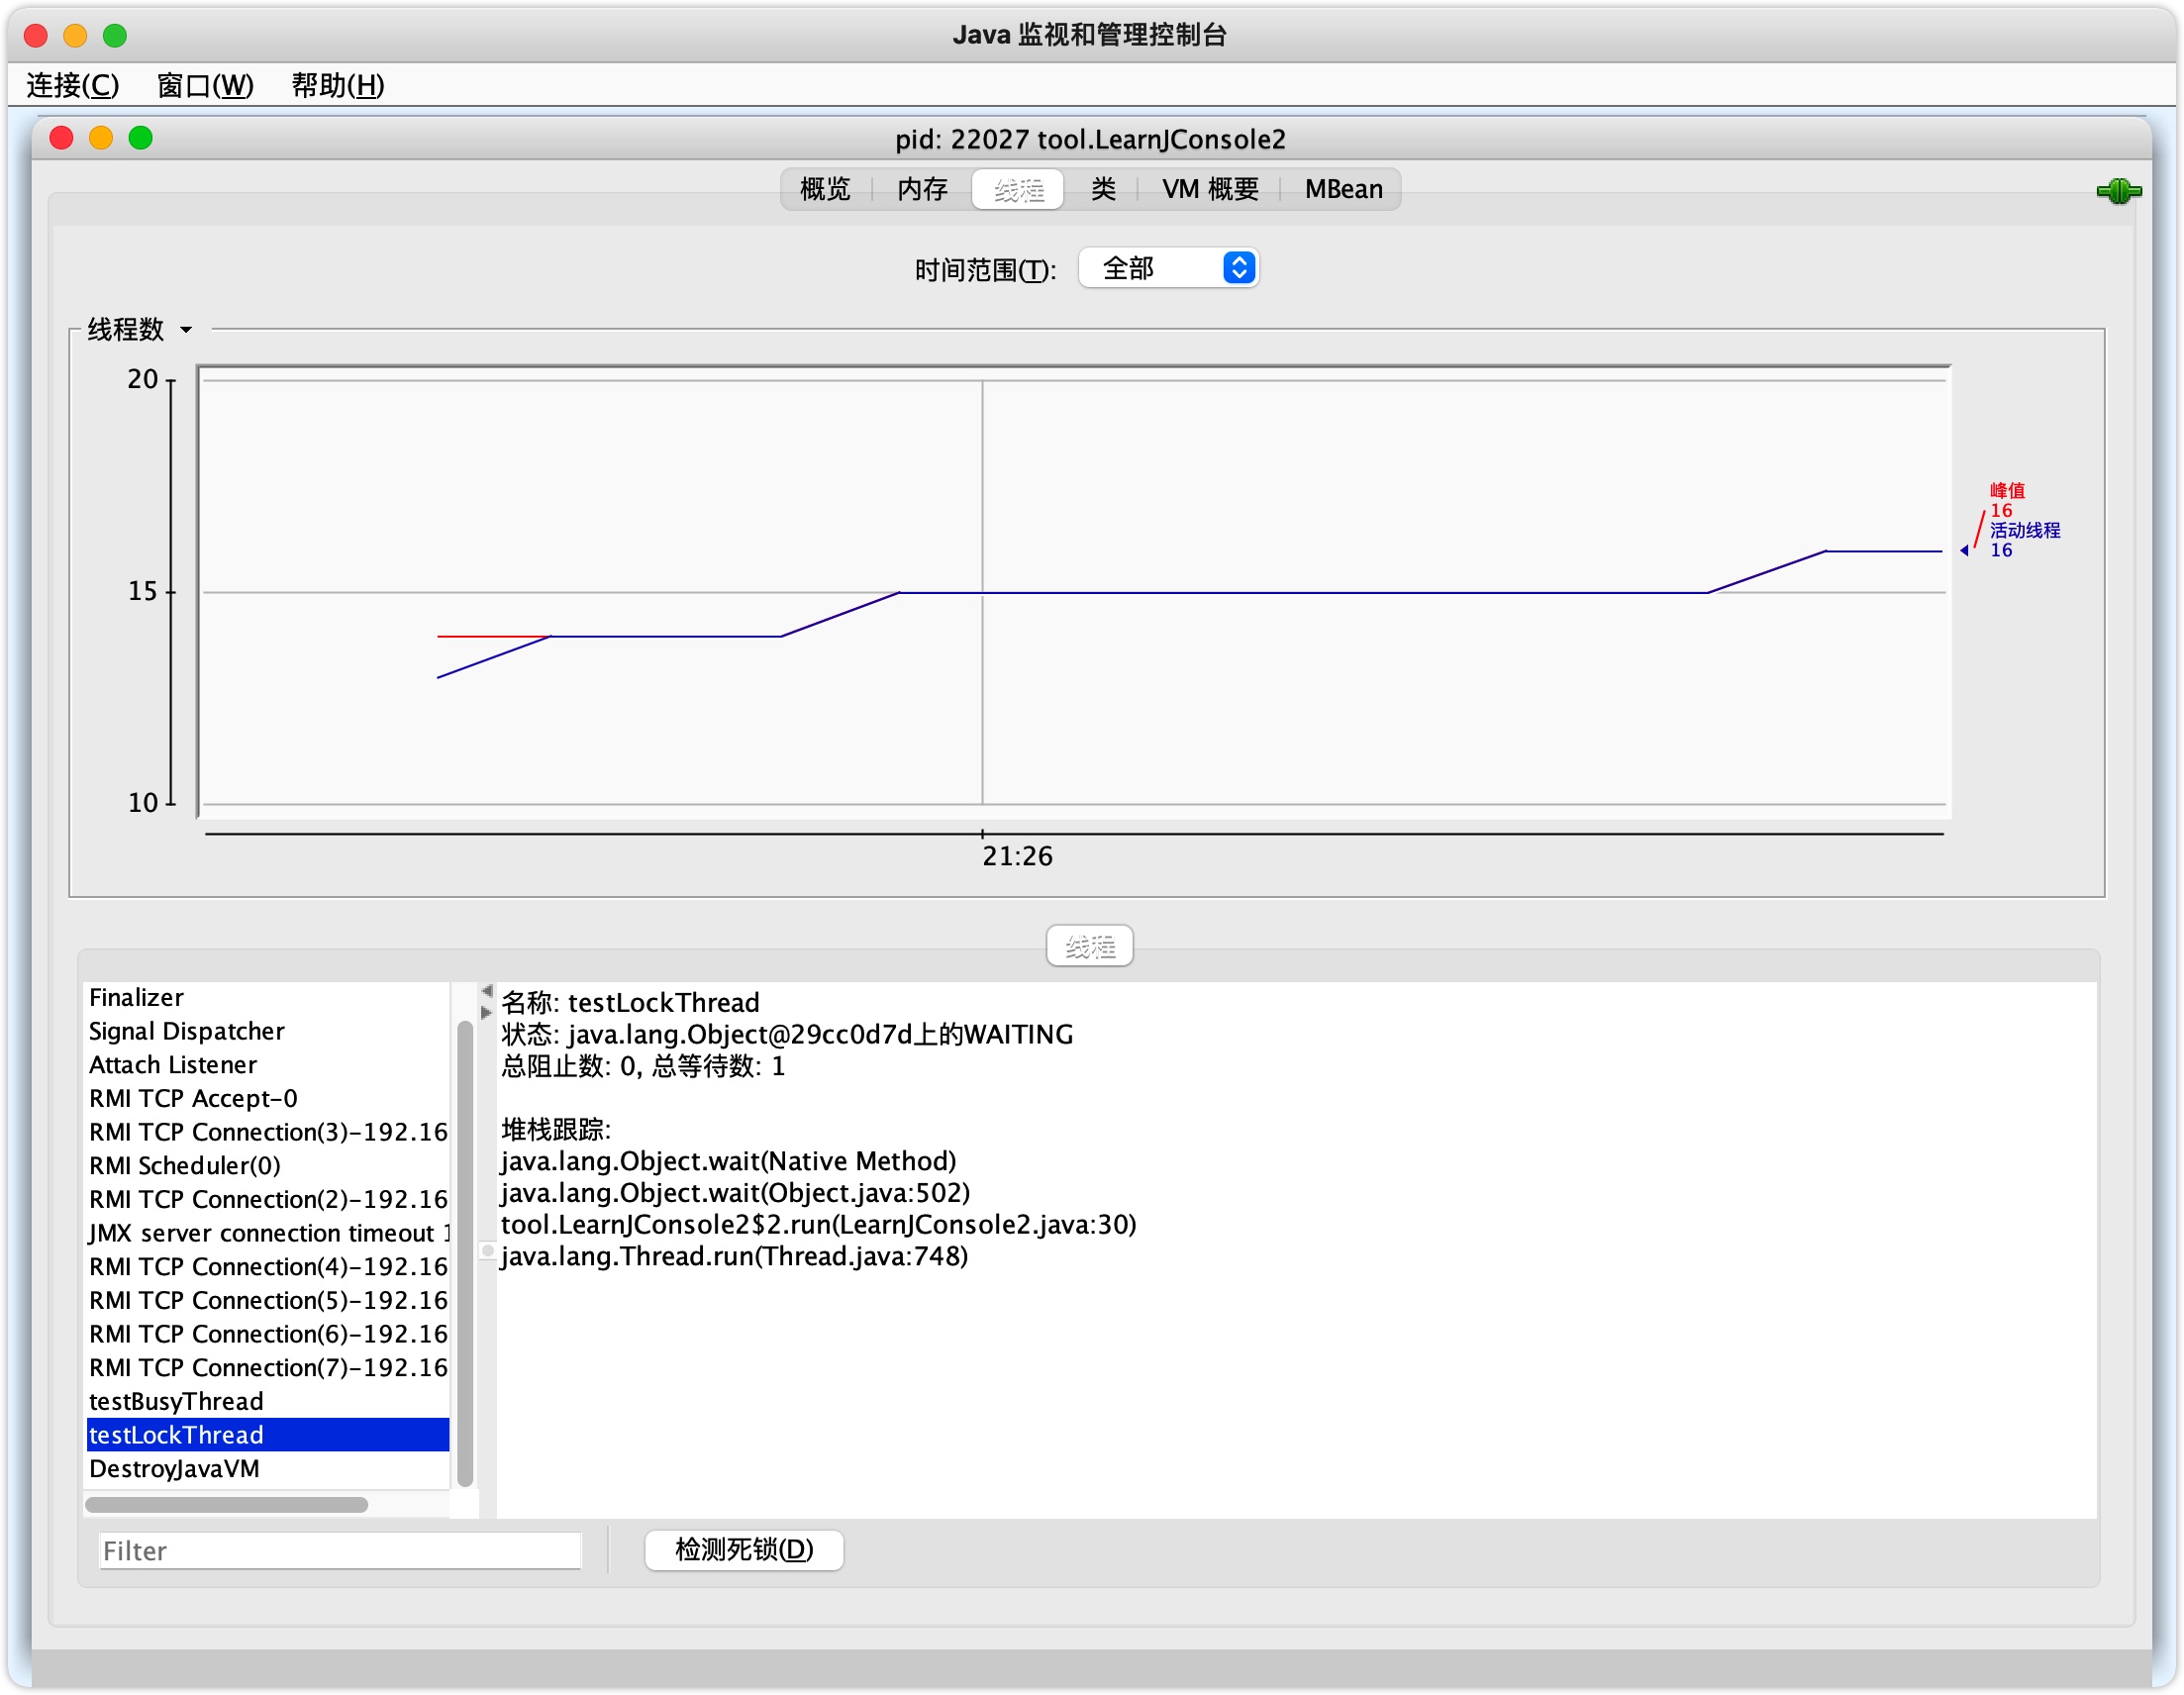 Java 监视和管理控制台
连接(C) 窗口(W) 帮助(H)
pid: 22027 tool.LearnJConsole2
概览 内存 线程 类 VM 概要 MBean
时间范围(T): 全部
线程数
20
15
10
峰值
16
活动线程
16
21:26
线程
Finalizer
Signal Dispatcher
Attach Listener
RMI TCP Accept-0
RMI TCP Connection(3)-192.16
RMI Scheduler(0)
RMI TCP Connection(2)-192.16
JMX server connection timeout 1
RMI TCP Connection(4)-192.16
RMI TCP Connection(5)-192.16
RMI TCP Connection(6)-192.16
RMI TCP Connection(7)-192.16
testBusyThread
testLockThread
DestroyJavaVM
名称: testLockThread
状态: java.lang.Object@29cc0d7d上的WAITING
总阻止数: 0, 总等待数: 1
堆栈跟踪:
java.lang.Object.wait(Native Method)
java.lang.Object.wait(Object.java:502)
tool.LearnJConsole2$2.run(LearnJConsole2.java:30)
java.lang.Thread.run(Thread.java:748)
Filter
检测死锁(D)